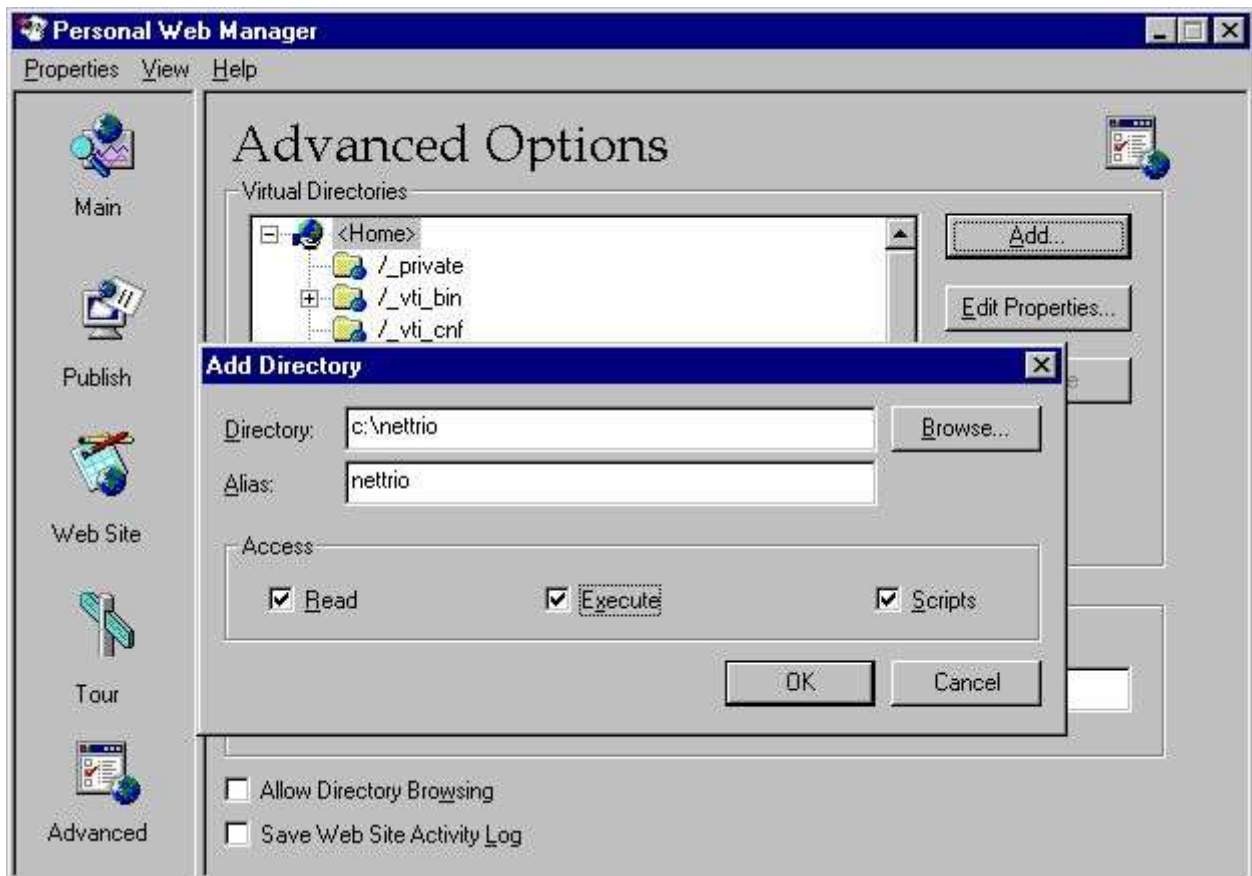 Personal Web Manager
Properties View Help
Main
Publish
Web Site
Tour
Advanced
Advanced Options
Virtual Directories
<Home>
/_private
/_vti_bin
/_vti_cnf
Add...
Edit Properties...
Add Directory
Directory: c:\nettrio
Browse...
Alias: nettrio
Access
Read Execute Scripts
OK Cancel
Allow Directory Browsing
Save Web Site Activity Log